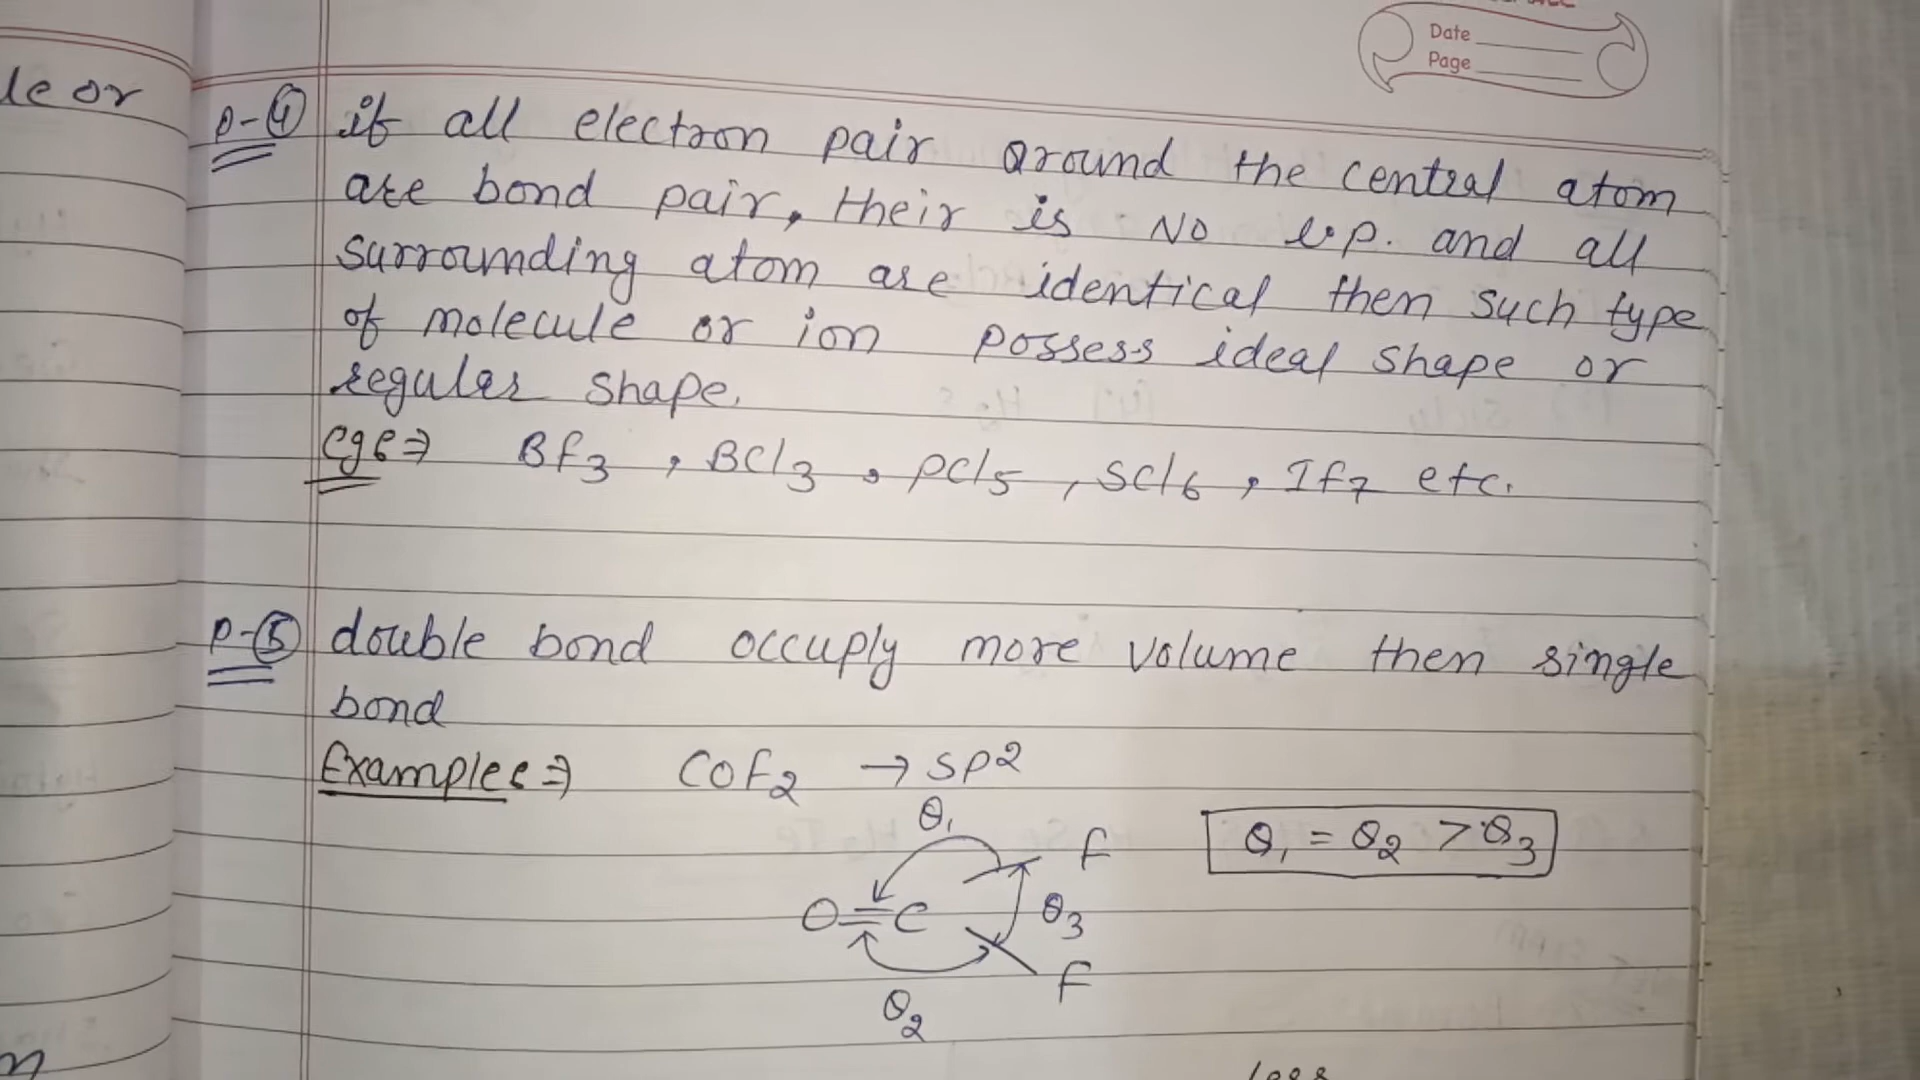 Date
Page
le or
P-④ if all electron pair around the central atom
are bond pair, their is NO l.p. and all
surrounding atom are identical then such type
of molecule or ion possess ideal shape or
regular shape.
eg⇒ Bf3 , BCl3 , PCl5 , SCl6 , If7 etc.
P-⑤ double bond occuply more volume then single
bond
Examples⇒ COF2 → SP2
θ1
F
θ1 = θ2 > θ3
O=C
θ3
F
θ2